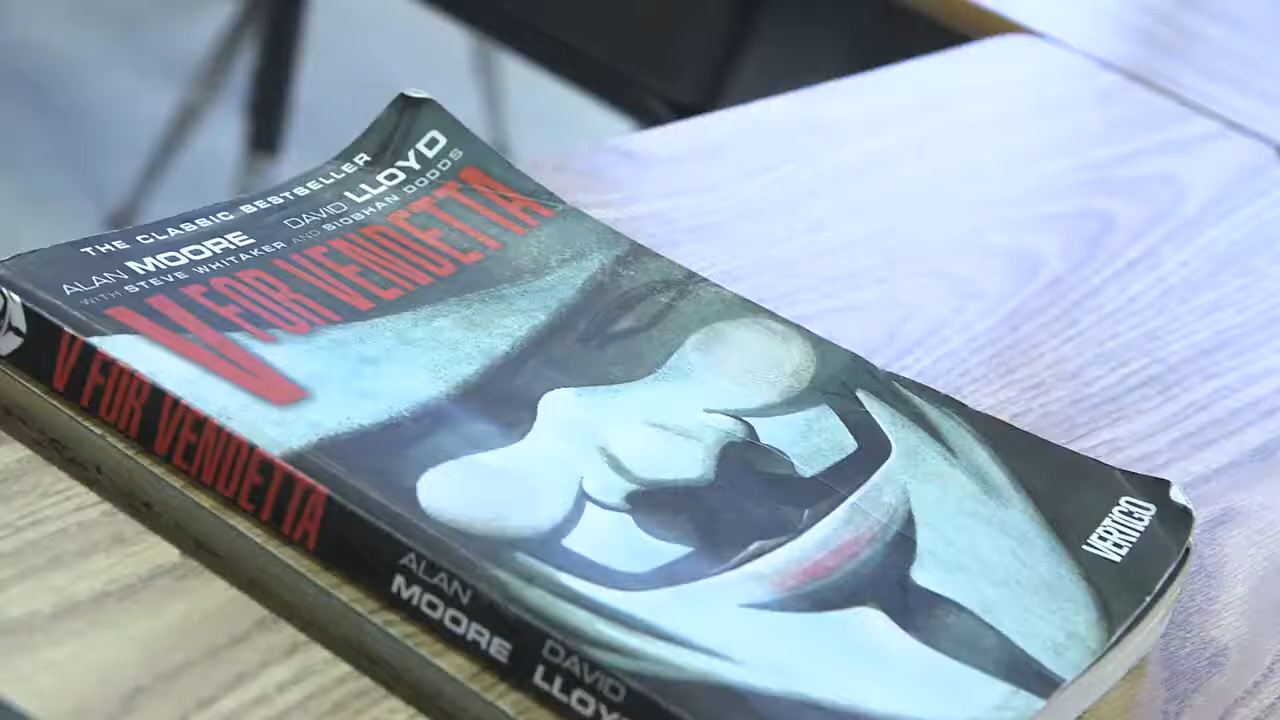 THE CLASSIC BESTSELLER
ALAN MOORE DAVID LLOYD
WITH STEVE WHITAKER AND SIOBHAN DODDS
V FOR VENDETTA
VERTIGO
V FOR VENDETTA
ALAN MOORE
DAVID LLOY